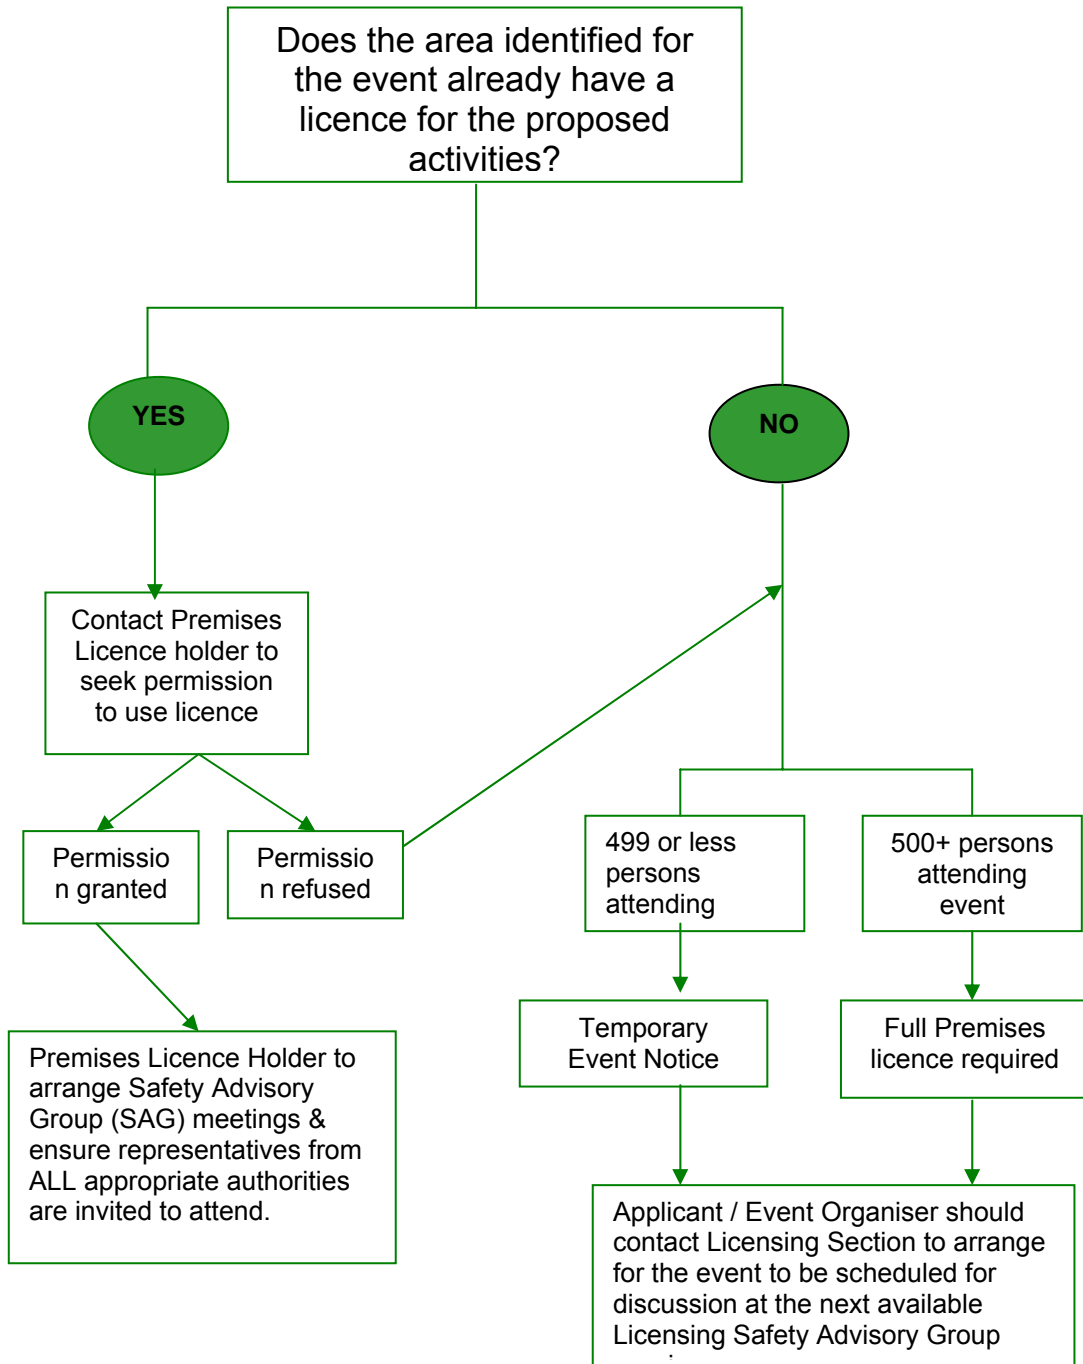 Does the area identified for
the event already have a
licence for the proposed
activities?
YES
NO
Contact Premises
Licence holder to
seek permission
to use licence
Permissio
n granted
Permissio
n refused
499 or less
persons
attending
500+ persons
attending
event
Temporary
Event Notice
Full Premises
licence required
Premises Licence Holder to
arrange Safety Advisory
Group (SAG) meetings &
ensure representatives from
ALL appropriate authorities
are invited to attend.
Applicant / Event Organiser should
contact Licensing Section to arrange
for the event to be scheduled for
discussion at the next available
Licensing Safety Advisory Group